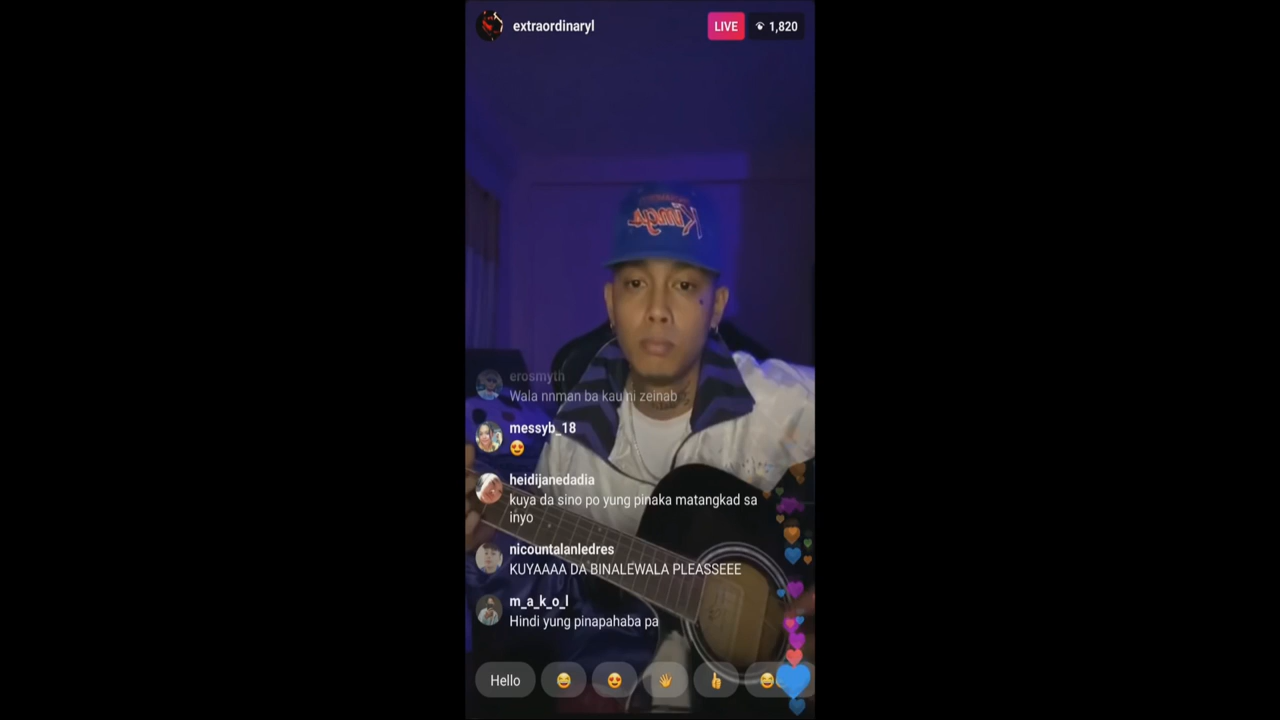 extraordinaryl
LIVE
1,820
Kings
erosmyth
Wala nnman ba kau ni zeinab
messyb_18
😍
heidijanedadia
kuya da sino po yung pinaka matangkad sa
inyo
nicountalanledres
KUYAAAA DA BINALEWALA PLEASSEEE
m_a_k_o_l
Hindi yung pinapahaba pa
Hello